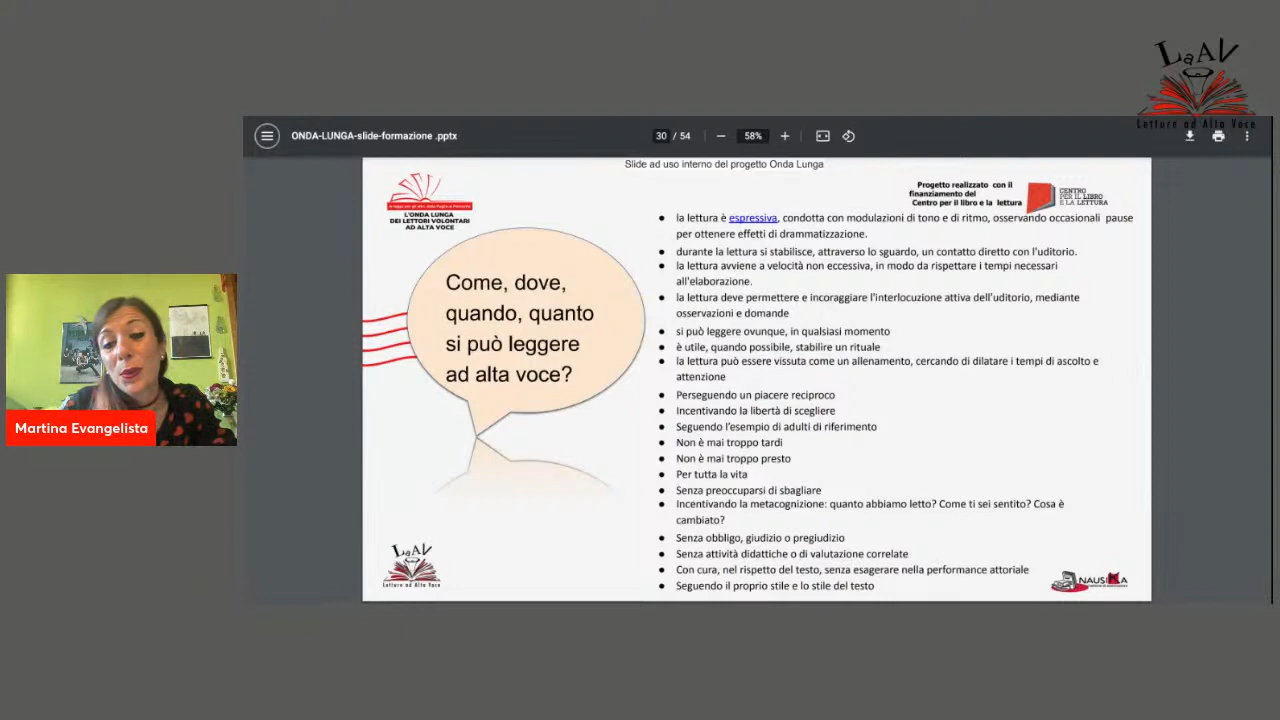 LaAV
Letture ad Alta Voce
ONDA-LUNGA-slide-formazione .pptx
30 / 54
58%
Slide ad uso interno del progetto Onda Lunga
L'ONDA LUNGA
DEI LETTORI VOLONTARI
AD ALTA VOCE
Progetto realizzato con il
finanziamento del
Centro per il libro e la lettura
CENTRO
PER IL LIBRO
E LA LETTURA
Come, dove,
quando, quanto
si può leggere
ad alta voce?
● la lettura è espressiva, condotta con modulazioni di tono e di ritmo, osservando occasionali pause
per ottenere effetti di drammatizzazione.
● durante la lettura si stabilisce, attraverso lo sguardo, un contatto diretto con l'uditorio.
● la lettura avviene a velocità non eccessiva, in modo da rispettare i tempi necessari
all'elaborazione.
● la lettura deve permettere e incoraggiare l'interlocuzione attiva dell'uditorio, mediante
osservazioni e domande
● si può leggere ovunque, in qualsiasi momento
● è utile, quando possibile, stabilire un rituale
● la lettura può essere vissuta come un allenamento, cercando di dilatare i tempi di ascolto e
attenzione
● Perseguendo un piacere reciproco
● Incentivando la libertà di scegliere
● Seguendo l'esempio di adulti di riferimento
● Non è mai troppo tardi
● Non è mai troppo presto
● Per tutta la vita
● Senza preoccuparsi di sbagliare
● Incentivando la metacognizione: quanto abbiamo letto? Come ti sei sentito? Cosa è
cambiato?
● Senza obbligo, giudizio o pregiudizio
● Senza attività didattiche o di valutazione correlate
● Con cura, nel rispetto del testo, senza esagerare nella performance attoriale
● Seguendo il proprio stile e lo stile del testo
Martina Evangelista
LaAV
Letture ad Alta Voce
NAUSIKA